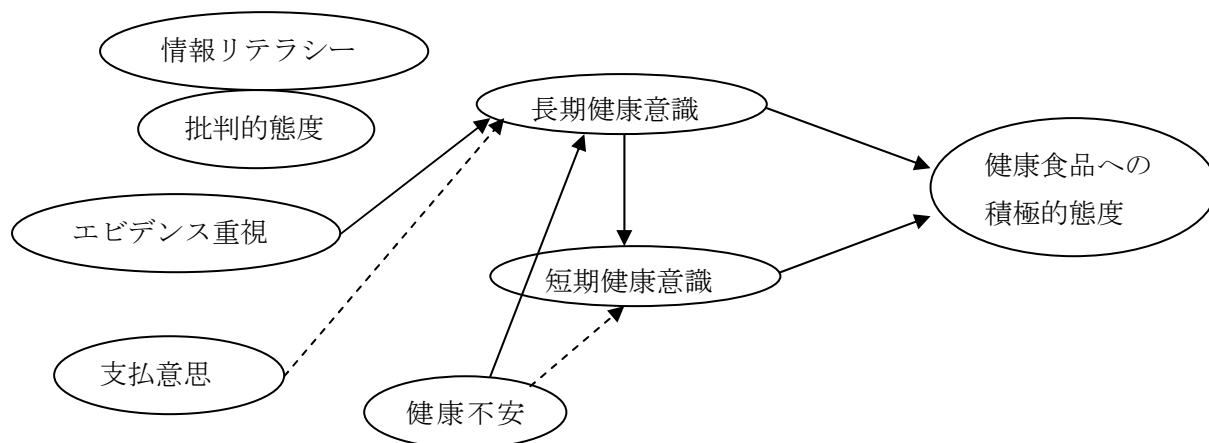 情報リテラシー
批判的態度
エビデンス重視
支払意思
長期健康意識
短期健康意識
健康不安
健康食品への
積極的態度